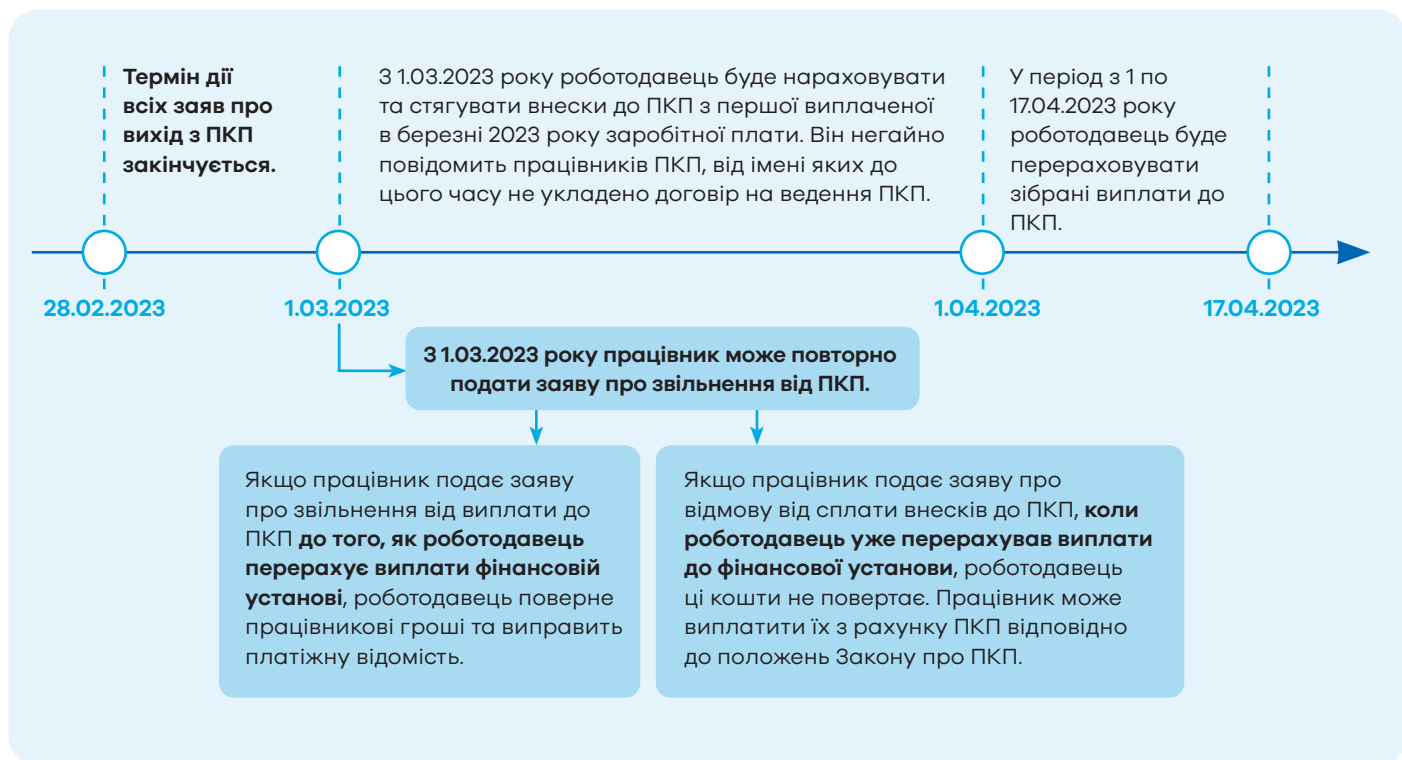 Термін дії
всіх заяв про
вихід з ПКП
закінчується.
З 1.03.2023 року роботодавець буде нараховувати
та стягувати внески до ПКП з першої виплаченої
в березні 2023 року заробітної плати. Він негайно
повідомить працівників ПКП, від імені яких до
цього часу не укладено договір на ведення ПКП.
У період з 1 по
17.04.2023 року
роботодавець буде
перераховувати
зібрані виплати до
ПКП.
28.02.2023
1.03.2023
1.04.2023
17.04.2023
З 1.03.2023 року працівник може повторно
подати заяву про звільнення від ПКП.
Якщо працівник подає заяву
про звільнення від виплати до
ПКП до того, як роботодавець
перерахує виплати фінансовій
установі, роботодавець поверне
працівникові гроші та виправить
платіжну відомість.
Якщо працівник подає заяву про
відмову від сплати внесків до ПКП, коли
роботодавець уже перерахував виплати
до фінансової установи, роботодавець
ці кошти не повертає. Працівник може
виплатити їх з рахунку ПКП відповідно
до положень Закону про ПКП.